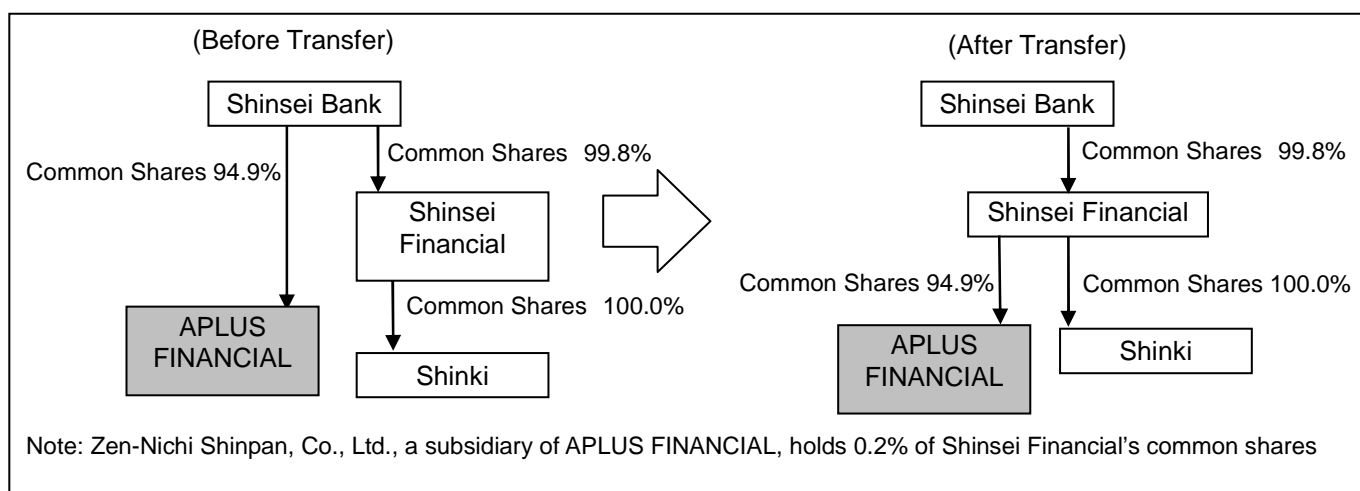 (Before Transfer)
Shinsei Bank
Common Shares 94.9%
Common Shares 99.8%
Shinsei
Financial
Common Shares 100.0%
APLUS
FINANCIAL
Shinki
(After Transfer)
Shinsei Bank
Common Shares 99.8%
Shinsei Financial
Common Shares 94.9%
Common Shares 100.0%
APLUS
FINANCIAL
Shinki
Note: Zen-Nichi Shinpan, Co., Ltd., a subsidiary of APLUS FINANCIAL, holds 0.2% of Shinsei Financial's common shares